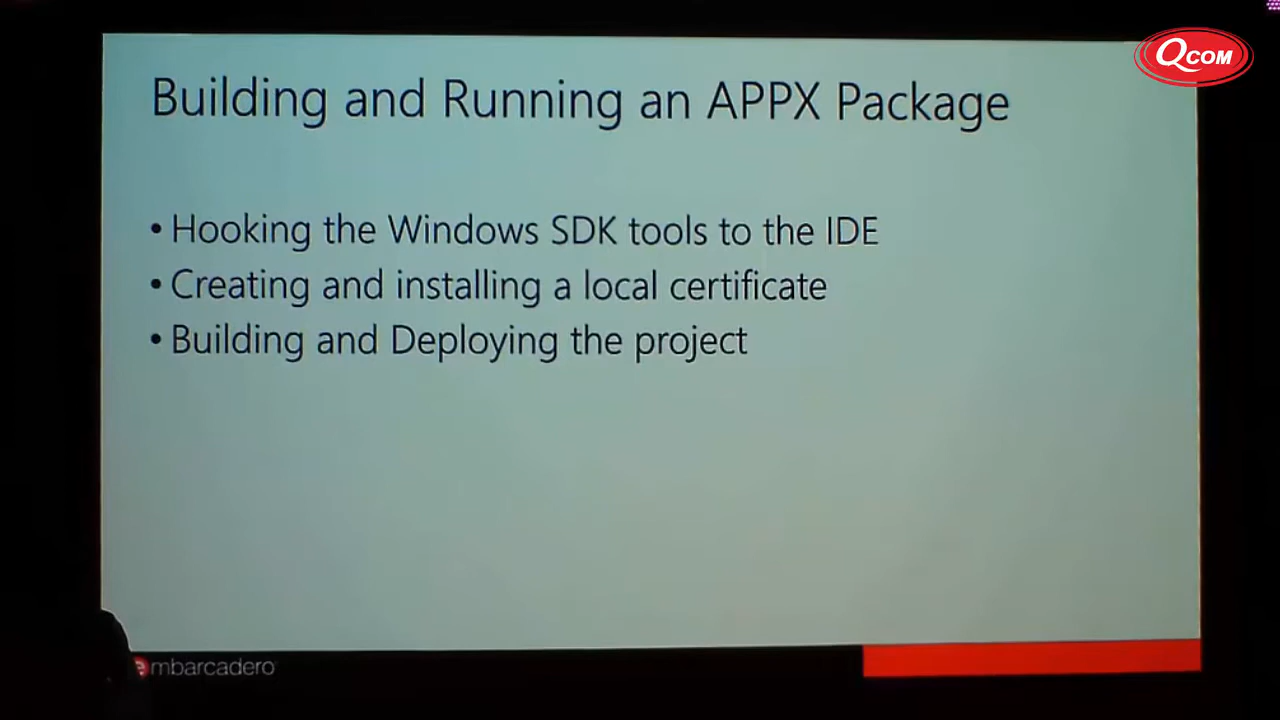 QCOM
Building and Running an APPX Package
• Hooking the Windows SDK tools to the IDE
• Creating and installing a local certificate
• Building and Deploying the project
embarcadero